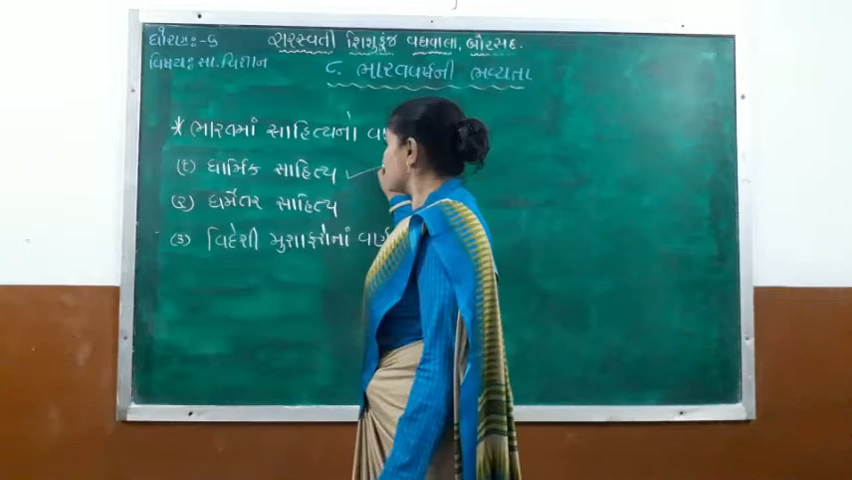 ધોરણ:- ૬
સરસ્વતી શિશુકુંજ વઘવાલા, બોરસદ.
વિષય: સા. વિજ્ઞાન
૮. ભારતવર્ષની ભવ્યતા
* ભારતમાં સાહિત્યનો
(૧) ધાર્મિક સાહિત્ય
(૨) ધર્મેતર સાહિત્ય
(૩) વિદેશી મુસાફરોનાં